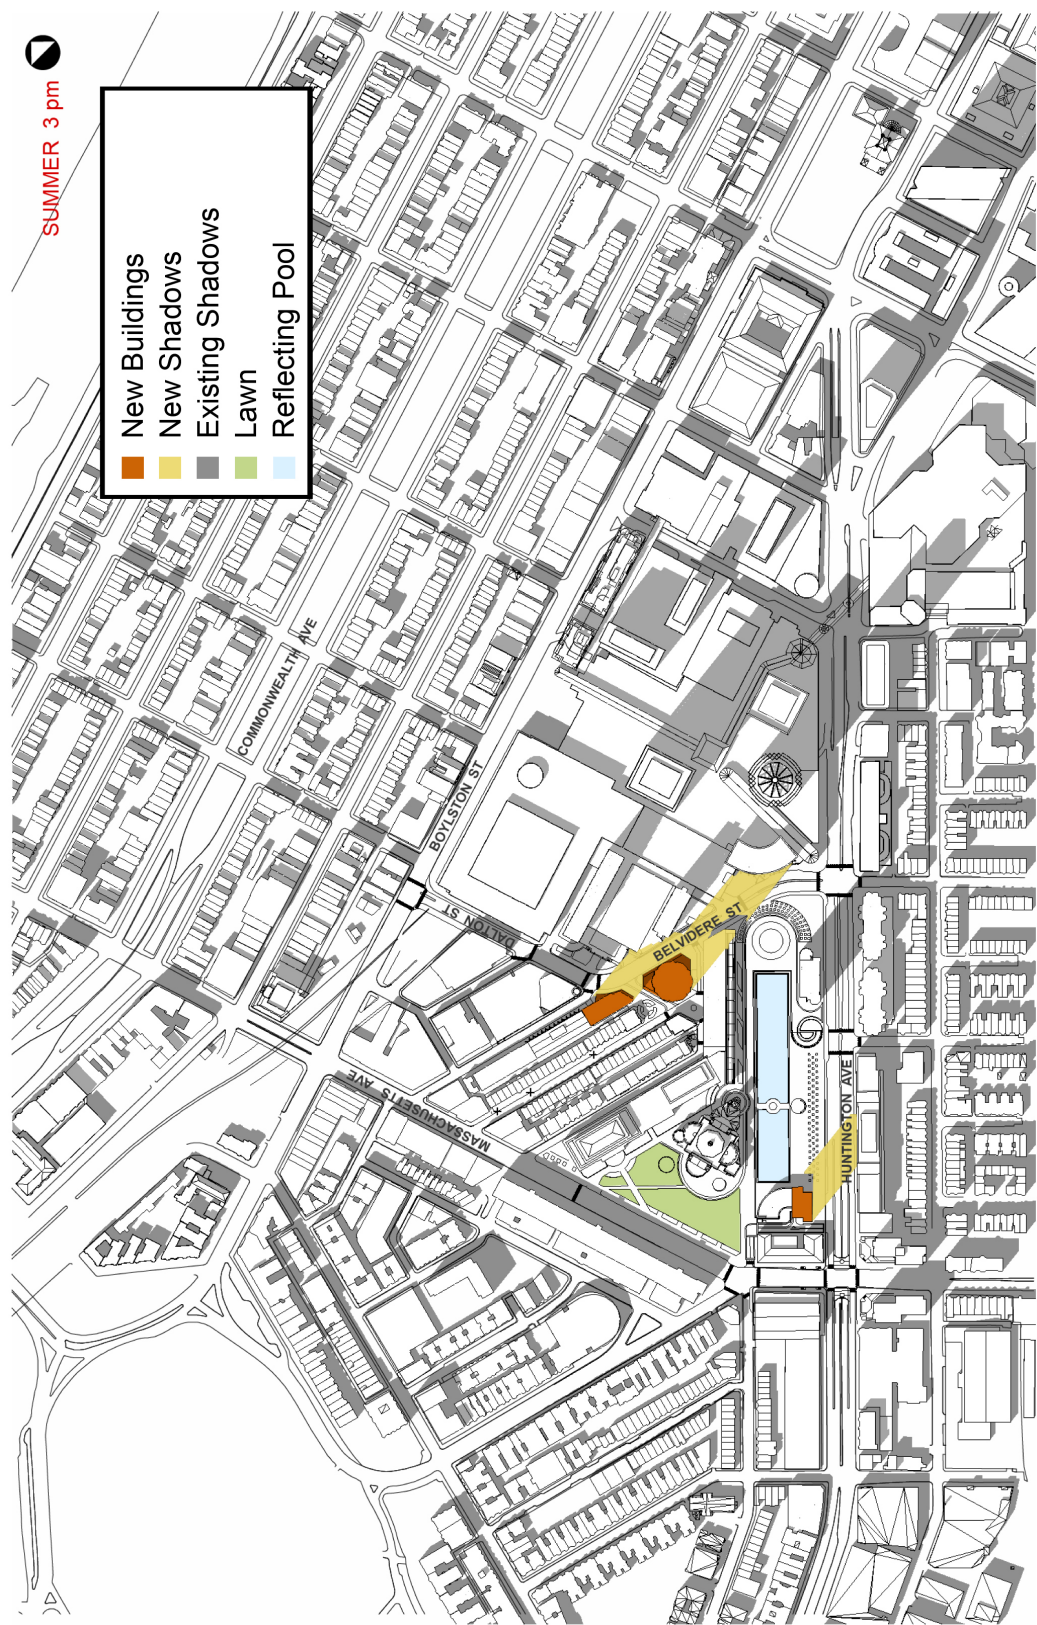 SUMMER 3 pm
New Buildings
New Shadows
Existing Shadows
Lawn
Reflecting Pool
COMMONWEALTH AVE
BOYLSTON ST
DALTON ST
BELVIDERE ST
MASSACHUSETTS AVE
HUNTINGTON AVE